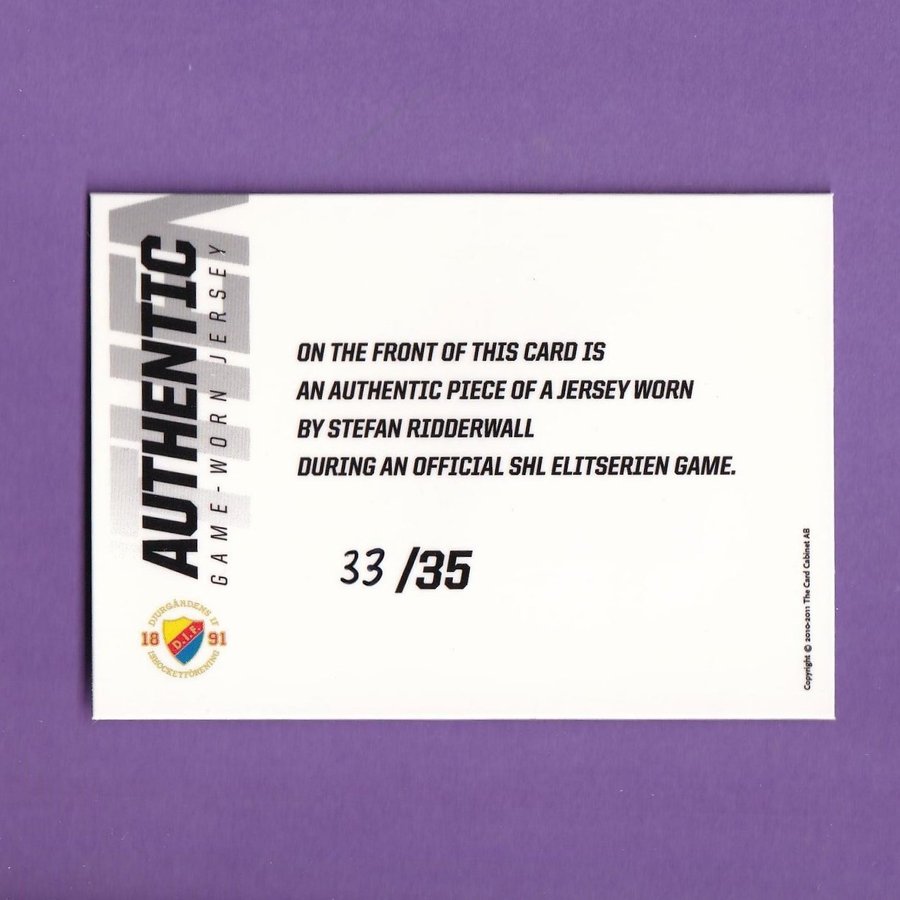 AUTHENTIC
GAME-WORN JERSEY
ON THE FRONT OF THIS CARD IS
AN AUTHENTIC PIECE OF A JERSEY WORN
BY STEFAN RIDDERWALL
DURING AN OFFICIAL SHL ELITSERIEN GAME.
33/35
DJURGÅRDENS IF
18 D.I.F. 91
ISHOCKEYFÖRENING
Copyright © 2010-2011 The Card Cabinet AB